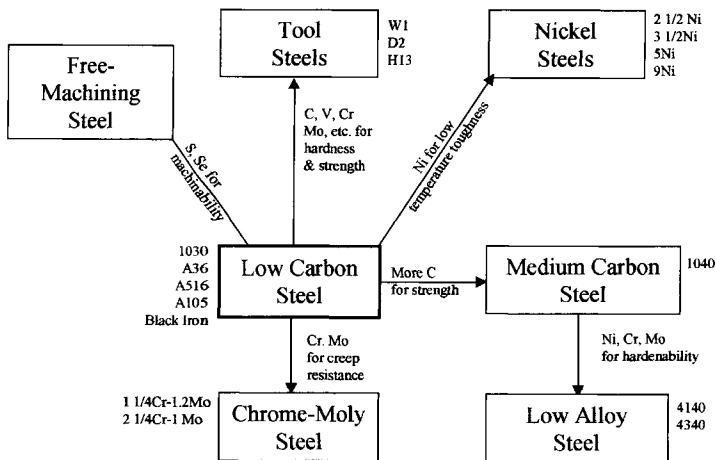 Free-
Machining
Steel
Tool
Steels
W1
D2
H13
Nickel
Steels
2 1/2 Ni
3 1/2Ni
5Ni
9Ni
S, Se for
machinability
C, V, Cr
Mo, etc. for
hardness
& strength
Ni for low
temperature toughness
1030
A36
A516
A105
Black Iron
Low Carbon
Steel
More C
for strength
Medium Carbon
Steel
1040
Cr. Mo
for creep
resistance
Ni, Cr, Mo
for hardenability
1 1/4Cr-1.2Mo
2 1/4Cr-1 Mo
Chrome-Moly
Steel
Low Alloy
Steel
4140
4340